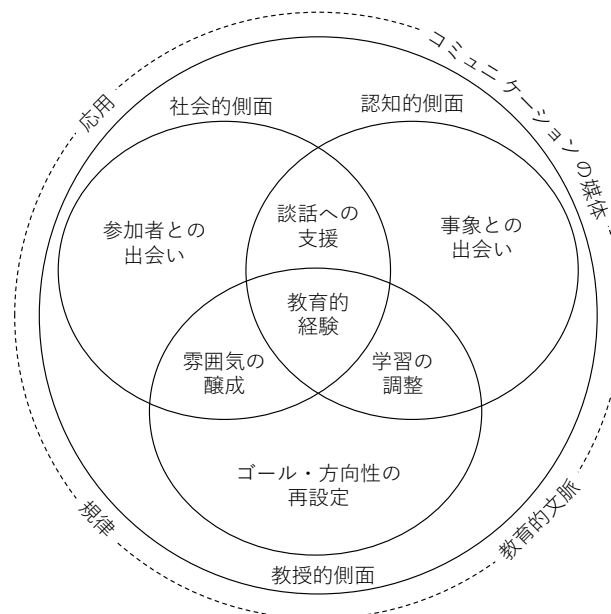 コミュニケーションの媒体
応用
社会的側面
認知的側面
談話への
支援
参加者との
出会い
事象との
出会い
教育的
経験
雰囲気の
醸成
学習の
調整
ゴール・方向性の
再設定
規律
教育的文脈
教授的側面